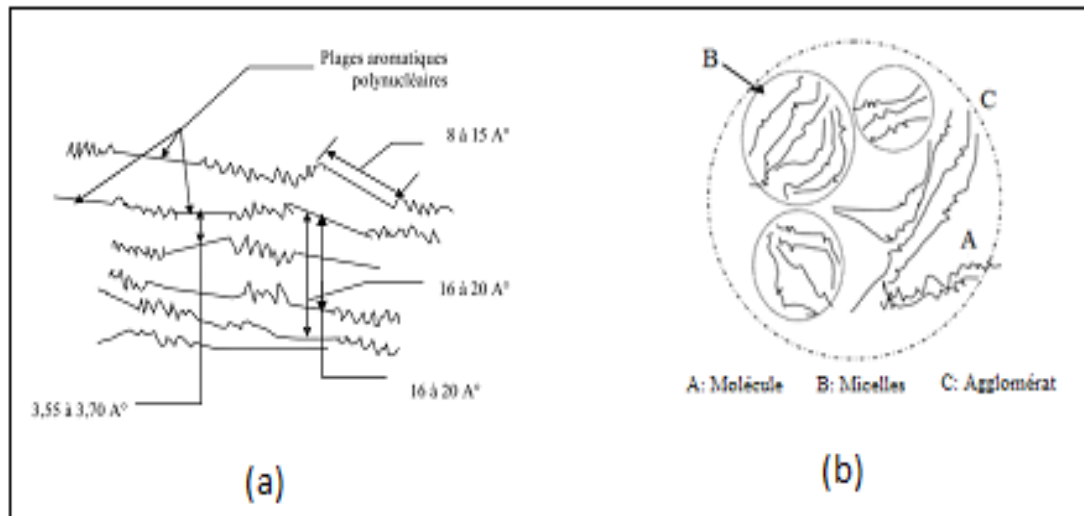 Plages aromatiques
polynucléaires
8 à 15 A°
16 à 20 A°
16 à 20 A°
3,55 à 3,70 A°
(a)
B
C
A
A: Molécule B: Micelles C: Agglomérat
(b)